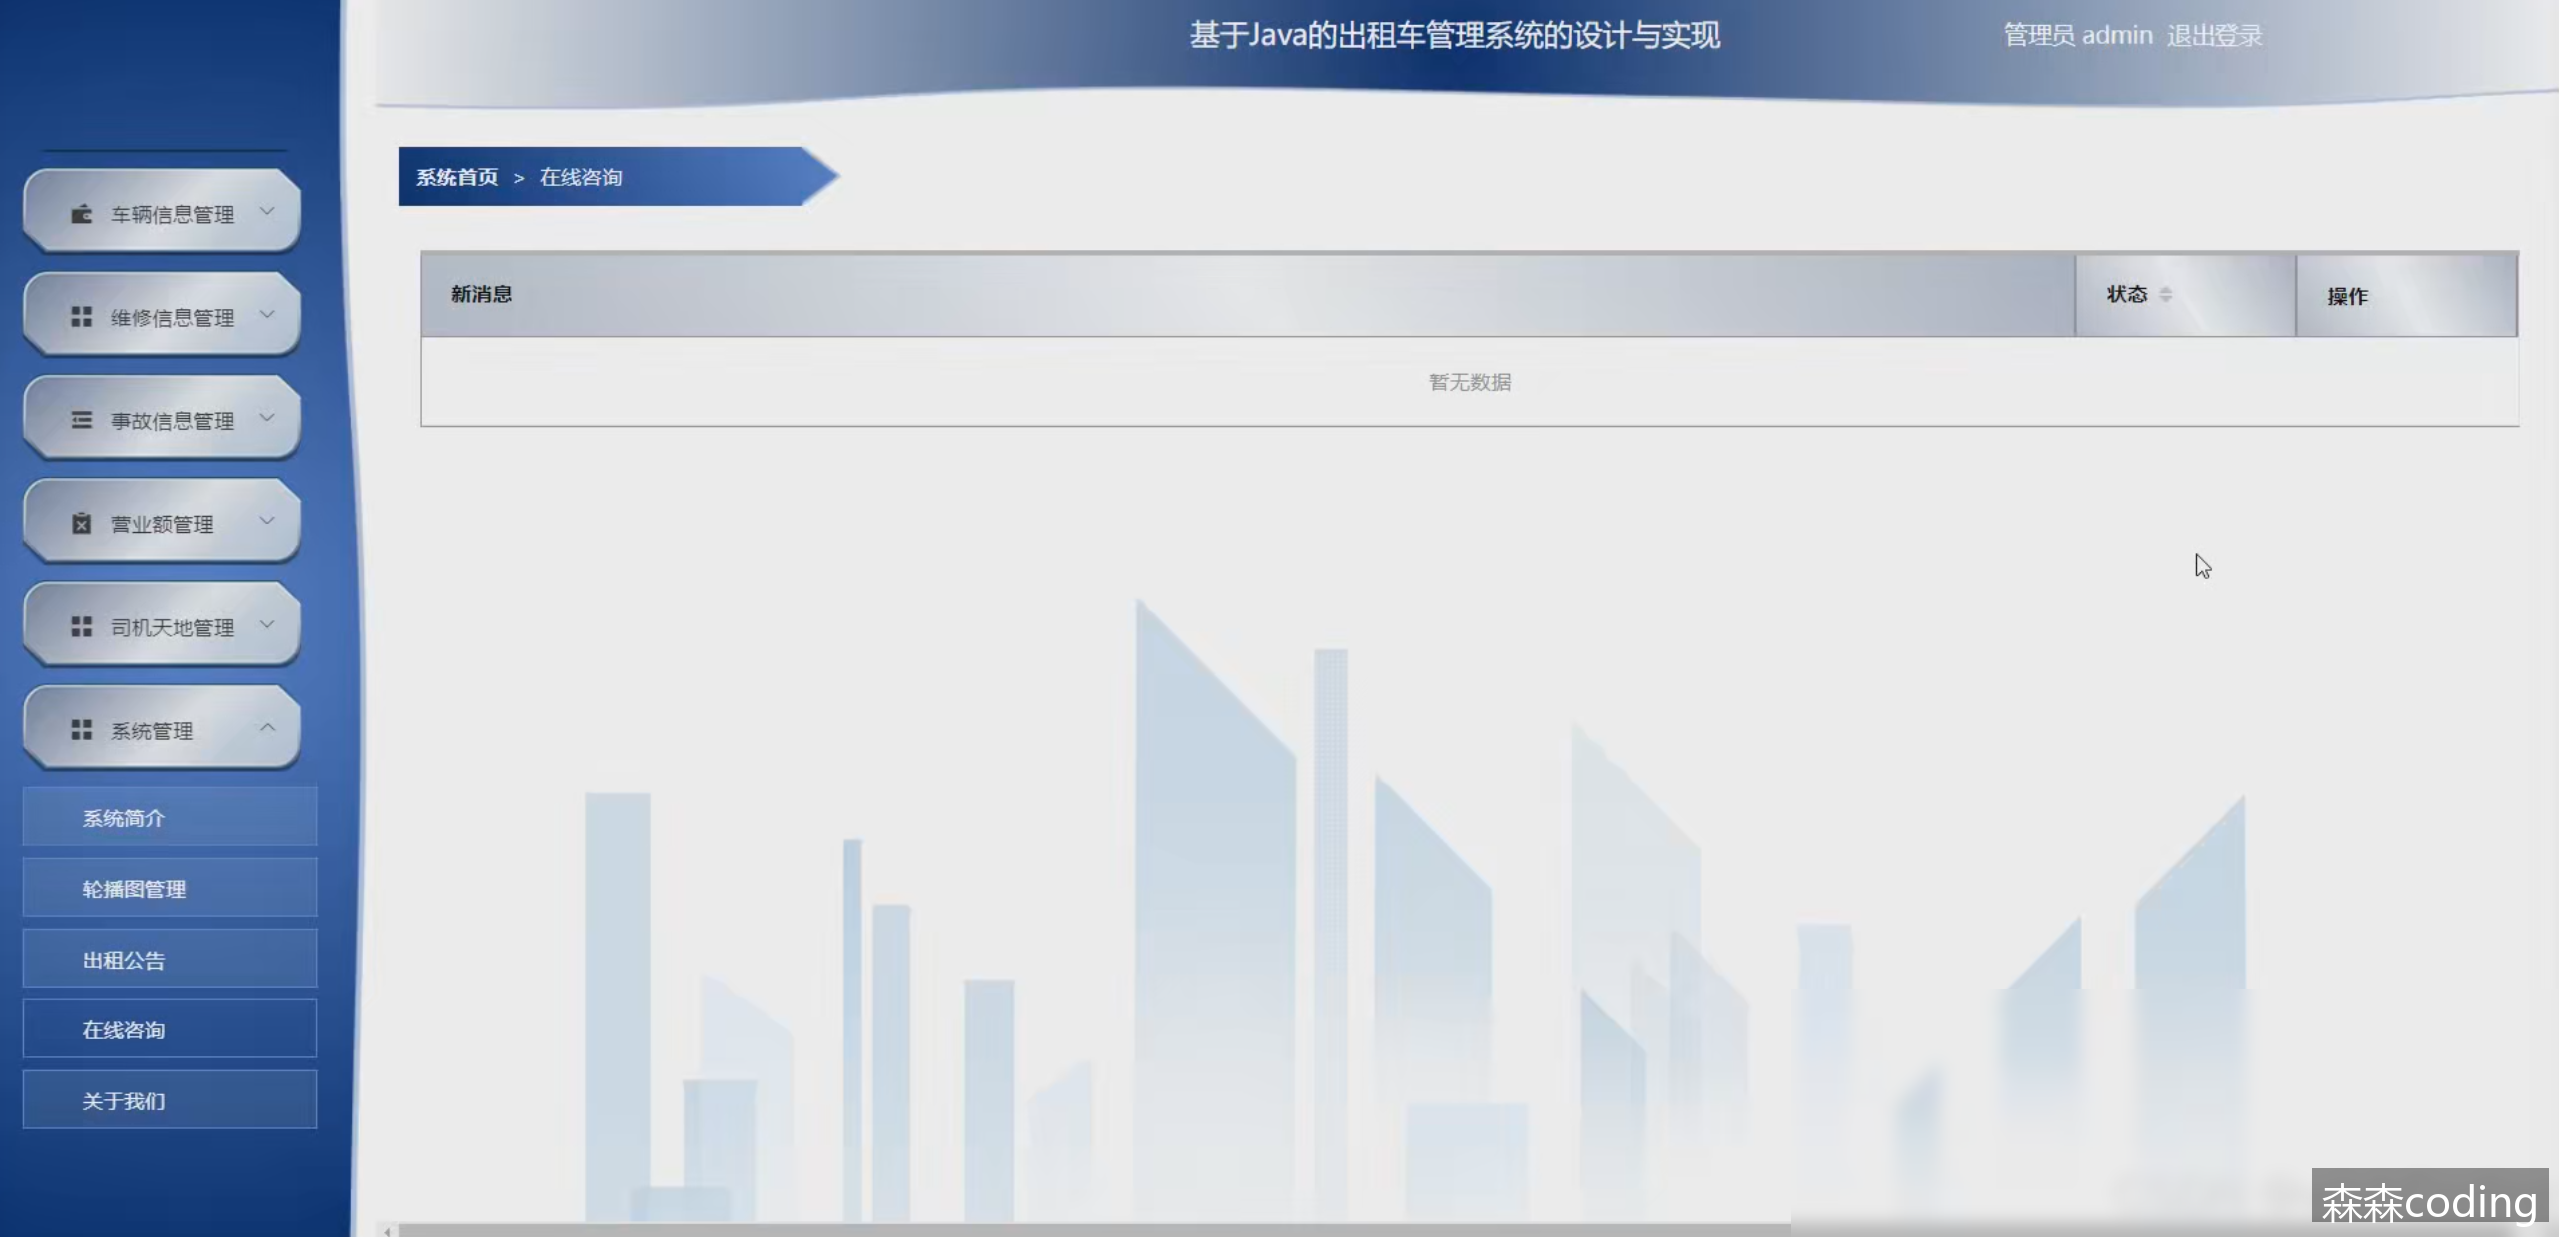 基于Java的出租车管理系统的设计与实现
管理员 admin 退出登录
系统首页 > 在线咨询
车辆信息管理
维修信息管理
事故信息管理
营业额管理
司机天地管理
系统管理
系统简介
轮播图管理
出租公告
在线咨询
关于我们
新消息 状态 操作
暂无数据
森森coding